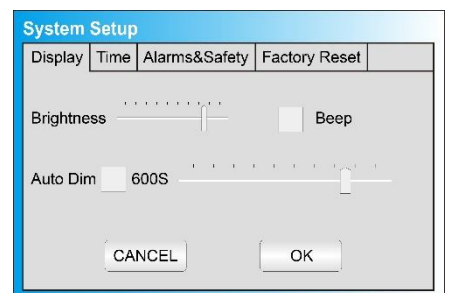 System Setup
Display Time Alarms&Safety Factory Reset
Brightness Beep
Auto Dim 600S
CANCEL OK